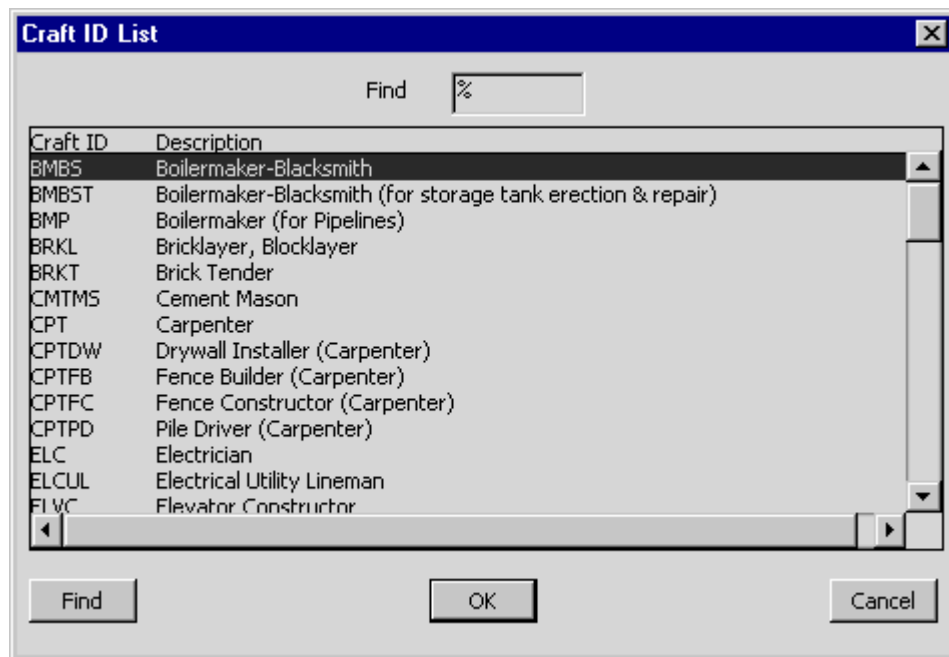 Craft ID List
Find %
Craft ID Description
BMBS Boilermaker-Blacksmith
BMBST Boilermaker-Blacksmith (for storage tank erection & repair)
BMP Boilermaker (for Pipelines)
BRKL Bricklayer, Blocklayer
BRKT Brick Tender
CMTMS Cement Mason
CPT Carpenter
CPTDW Drywall Installer (Carpenter)
CPTFB Fence Builder (Carpenter)
CPTFC Fence Constructor (Carpenter)
CPTPD Pile Driver (Carpenter)
ELC Electrician
ELCUL Electrical Utility Lineman
ELVC Elevator Constructor
Find OK Cancel